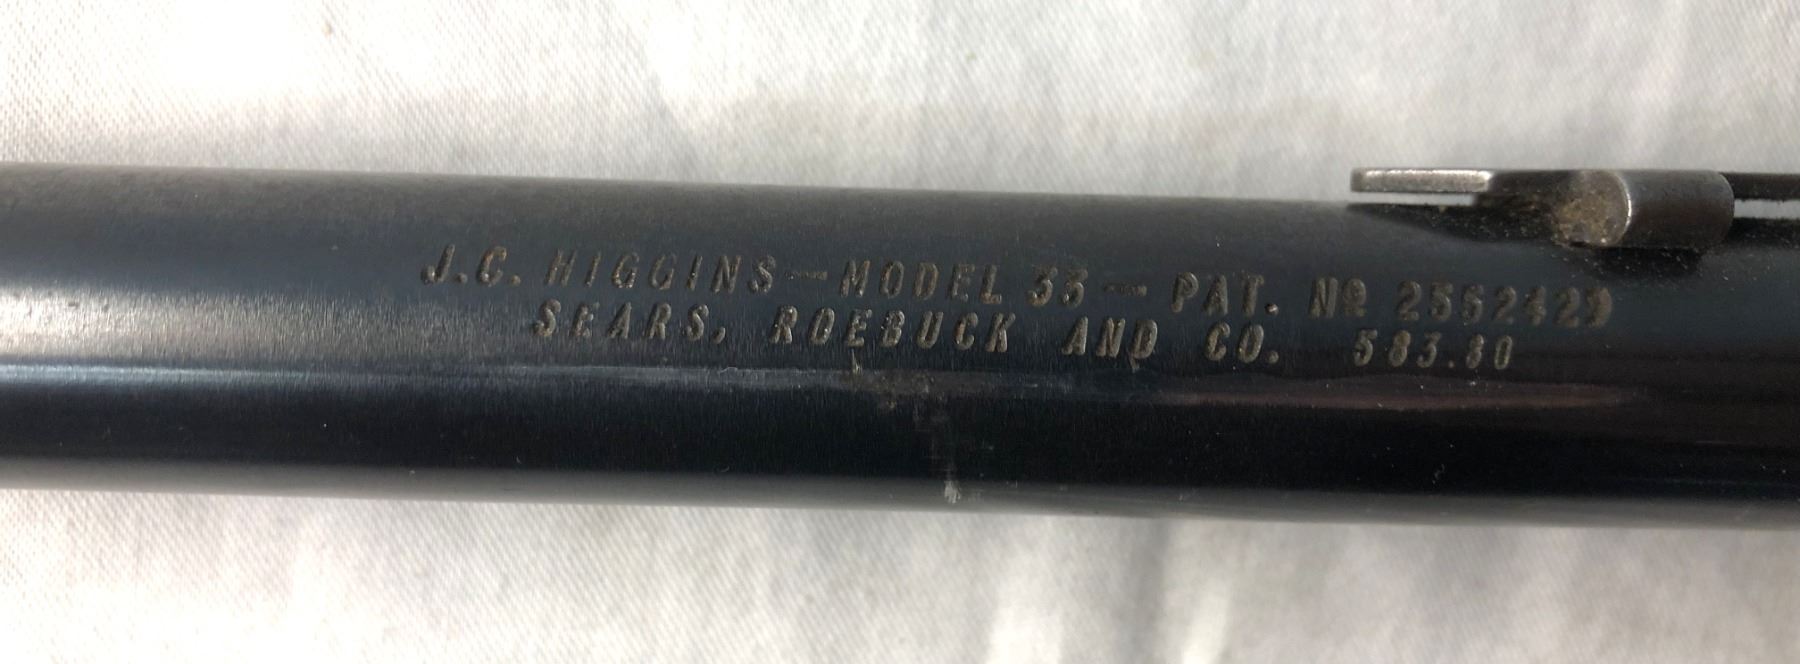 J.C. HIGGINS — MODEL 33 — PAT. No 2552429
SEARS, ROEBUCK AND CO. 583.80